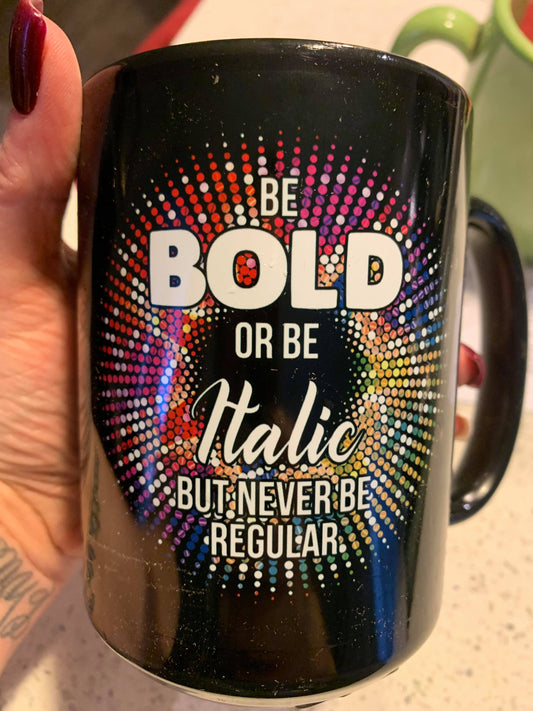 BE
BOLD
OR BE
Italic
BUT NEVER BE
REGULAR.